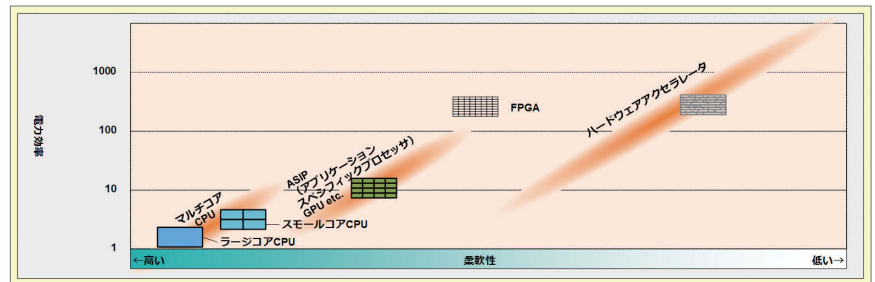 電力効率
1000
100
10
1
マルチコア
CPU
ラージコアCPU
スモールコアCPU
ASIP
(アプリケーション
スペシフィックプロセッサ)
GPU etc.
FPGA
ハードウェアアクセラレータ
←高い
柔軟性
低い→